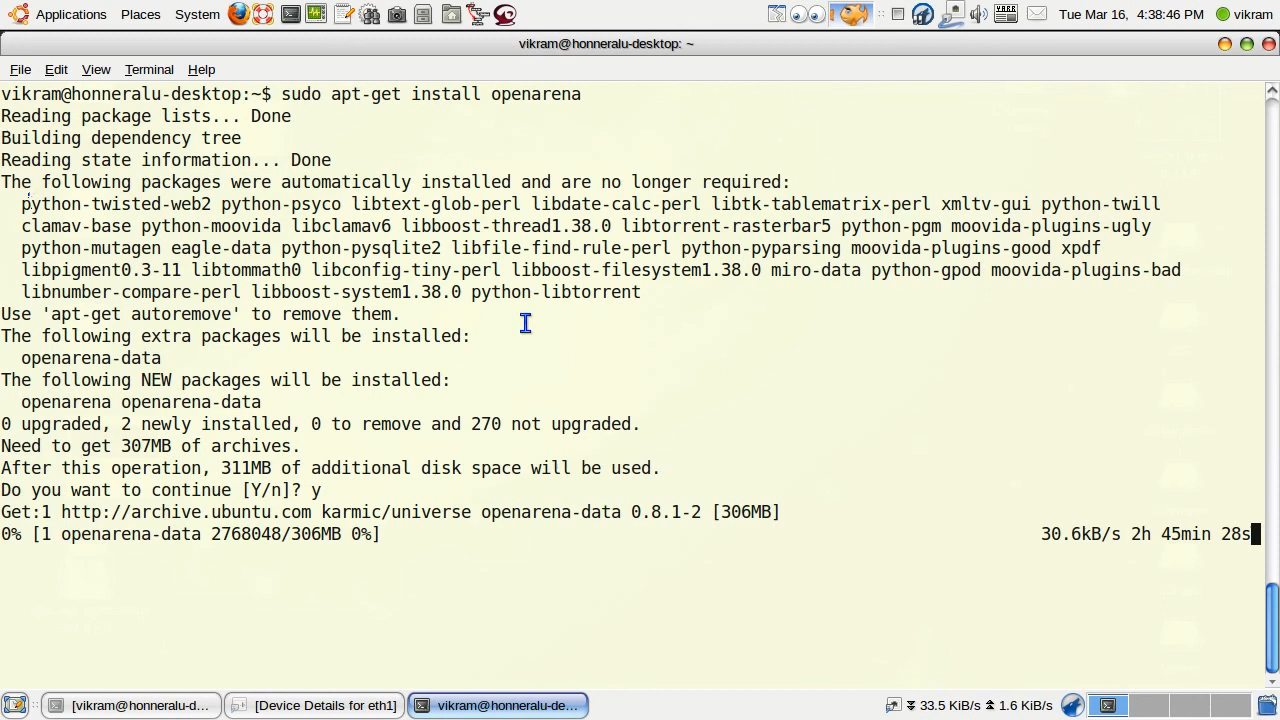 Applications Places System Tue Mar 16, 4:38:46 PM vikram
vikram@honneralu-desktop: ~
File Edit View Terminal Help
vikram@honneralu-desktop:~$ sudo apt-get install openarena
Reading package lists... Done
Building dependency tree
Reading state information... Done
The following packages were automatically installed and are no longer required:
python-twisted-web2 python-psyco libtext-glob-perl libdate-calc-perl libtk-tablematrix-perl xmltv-gui python-twill
clamav-base python-moovida libclamav6 libboost-thread1.38.0 libtorrent-rasterbar5 python-pgm moovida-plugins-ugly
python-mutagen eagle-data python-pysqlite2 libfile-find-rule-perl python-pyparsing moovida-plugins-good xpdf
libpigment0.3-11 libtommath0 libconfig-tiny-perl libboost-filesystem1.38.0 miro-data python-gpod moovida-plugins-bad
libnumber-compare-perl libboost-system1.38.0 python-libtorrent
Use 'apt-get autoremove' to remove them.
The following extra packages will be installed:
openarena-data
The following NEW packages will be installed:
openarena openarena-data
0 upgraded, 2 newly installed, 0 to remove and 270 not upgraded.
Need to get 307MB of archives.
After this operation, 311MB of additional disk space will be used.
Do you want to continue [Y/n]? y
Get:1 http://archive.ubuntu.com karmic/universe openarena-data 0.8.1-2 [306MB]
0% [1 openarena-data 2768048/306MB 0%] 30.6kB/s 2h 45min 28s
[vikram@honneralu-d... [Device Details for eth1] vikram@honneralu-de... 33.5 KiB/s 1.6 KiB/s